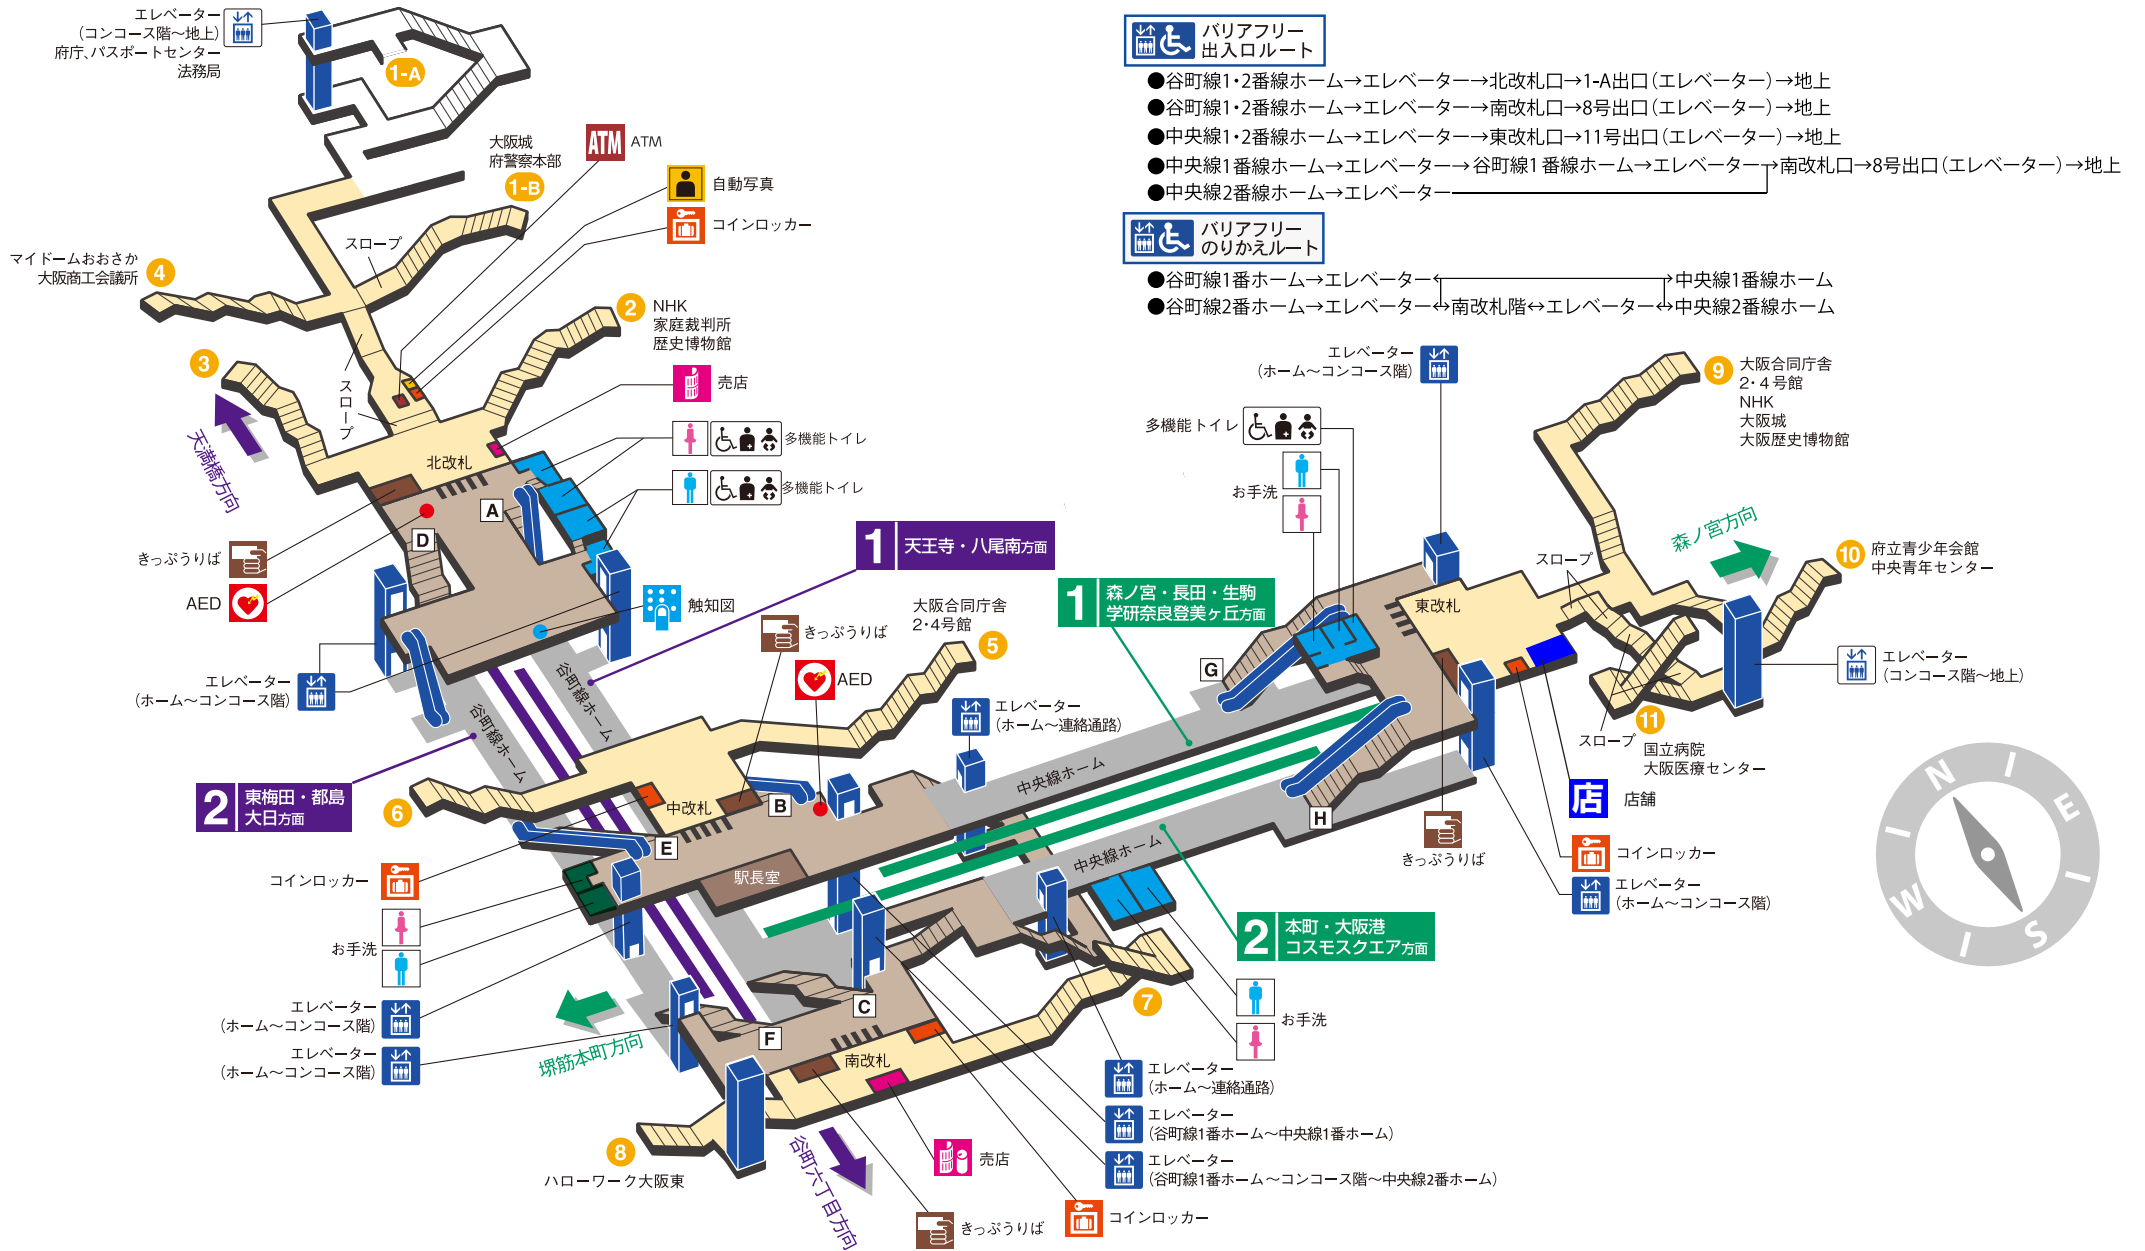 エレベーター
(コンコース階〜地上)
府庁、パスポートセンター
法務局
1-A
大阪城
府警察本部
1-B
ATM
ATM
自動写真
コインロッカー
スロープ
マイドームおおさか
大阪商工会議所
4
2
NHK
家庭裁判所
歴史博物館
3
スロープ
売店
天満橋方向
北改札
多機能トイレ
多機能トイレ
A
D
きっぷうりば
AED
触知図
エレベーター
(ホーム〜コンコース階)
1
天王寺・八尾南方面
谷町線ホーム
谷町線ホーム
2
東梅田・都島
大日方面
きっぷうりば
大阪合同庁舎
2・4号館
5
AED
エレベーター
(ホーム〜連絡通路)
6
中改札
B
E
駅長室
コインロッカー
お手洗
エレベーター
(ホーム〜コンコース階)
エレベーター
(ホーム〜コンコース階)
堺筋本町方向
C
F
南改札
8
ハローワーク大阪東
谷町六丁目方向
売店
きっぷうりば
コインロッカー
7
エレベーター
(ホーム〜連絡通路)
エレベーター
(谷町線1番ホーム〜中央線1番ホーム)
エレベーター
(谷町線1番ホーム〜コンコース階〜中央線2番ホーム)
お手洗
2
本町・大阪港
コスモスクエア方面
中央線ホーム
中央線ホーム
1
森ノ宮・長田・生駒
学研奈良登美ヶ丘方面
バリアフリー
出入口ルート
●谷町線1・2番線ホーム→エレベーター→北改札口→1-A出口(エレベーター)→地上
●谷町線1・2番線ホーム→エレベーター→南改札口→8号出口(エレベーター)→地上
●中央線1・2番線ホーム→エレベーター→東改札口→11号出口(エレベーター)→地上
●中央線1番線ホーム→エレベーター→谷町線1番線ホーム→エレベーター→南改札口→8号出口(エレベーター)→地上
●中央線2番線ホーム→エレベーター
バリアフリー
のりかえルート
●谷町線1番ホーム→エレベーター←→中央線1番線ホーム
●谷町線2番ホーム→エレベーター↔南改札階↔エレベーター↔中央線2番線ホーム
エレベーター
(ホーム〜コンコース階)
多機能トイレ
お手洗
G
H
東改札
スロープ
9
大阪合同庁舎
2・4号館
NHK
大阪城
大阪歴史博物館
森ノ宮方向
10
府立青少年会館
中央青年センター
エレベーター
(コンコース階〜地上)
11
スロープ
国立病院
大阪医療センター
店
店舗
きっぷうりば
コインロッカー
エレベーター
(ホーム〜コンコース階)
N
E
S
W